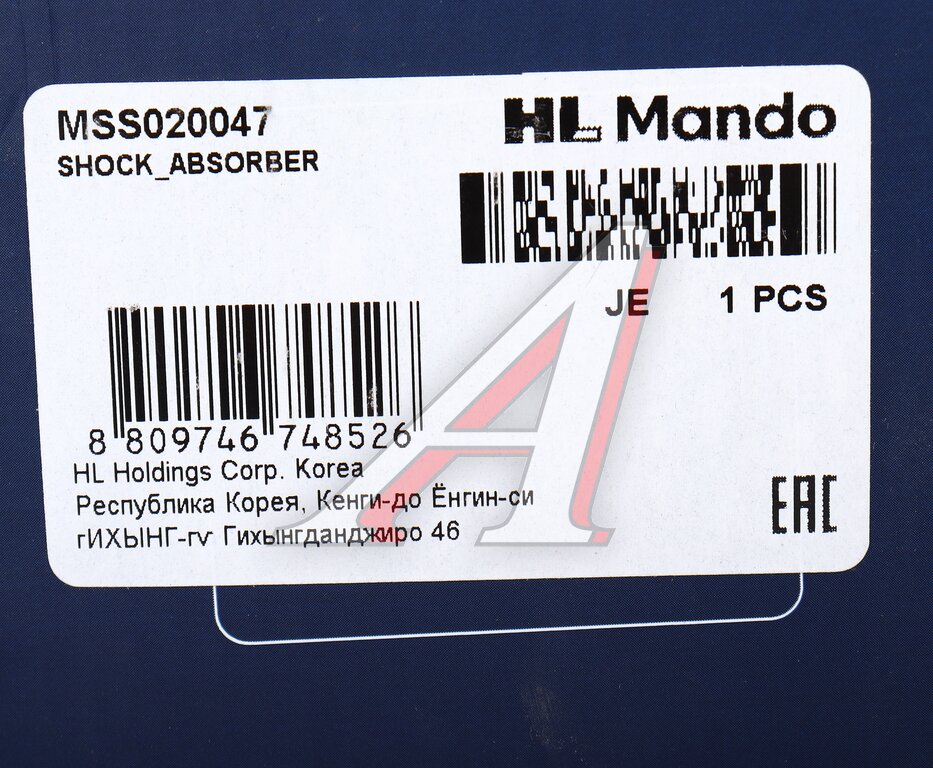 MSS020047
SHOCK_ABSORBER
HL Mando
JE 1 PCS
8 809746 748526
HL Holdings Corp. Korea
Республика Корея, Кенги-до Ёнгин-си
гИХЫНГ-гv Гихынгданджиро 46
EAC